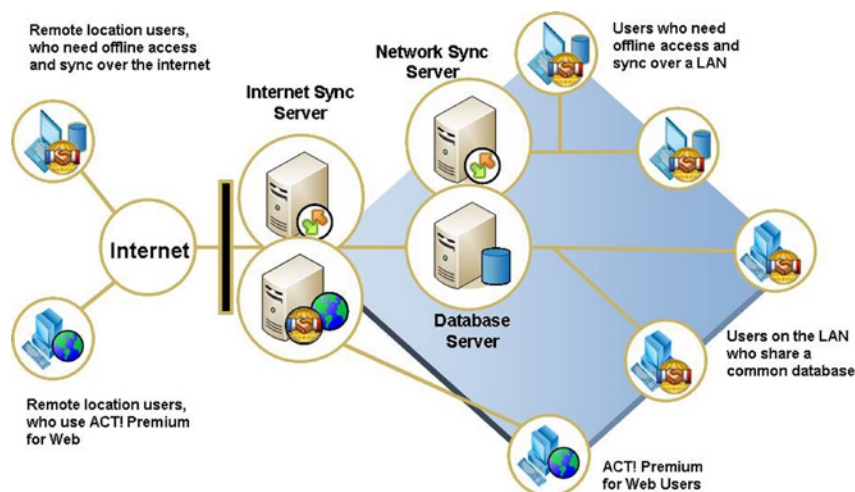 Remote location users,
who need offline access
and sync over the internet
Internet Sync
Server
Network Sync
Server
Users who need
offline access and
sync over a LAN
Internet
Database
Server
Users on the LAN
who share a
common database
Remote location users,
who use ACT! Premium
for Web
ACT! Premium
for Web Users